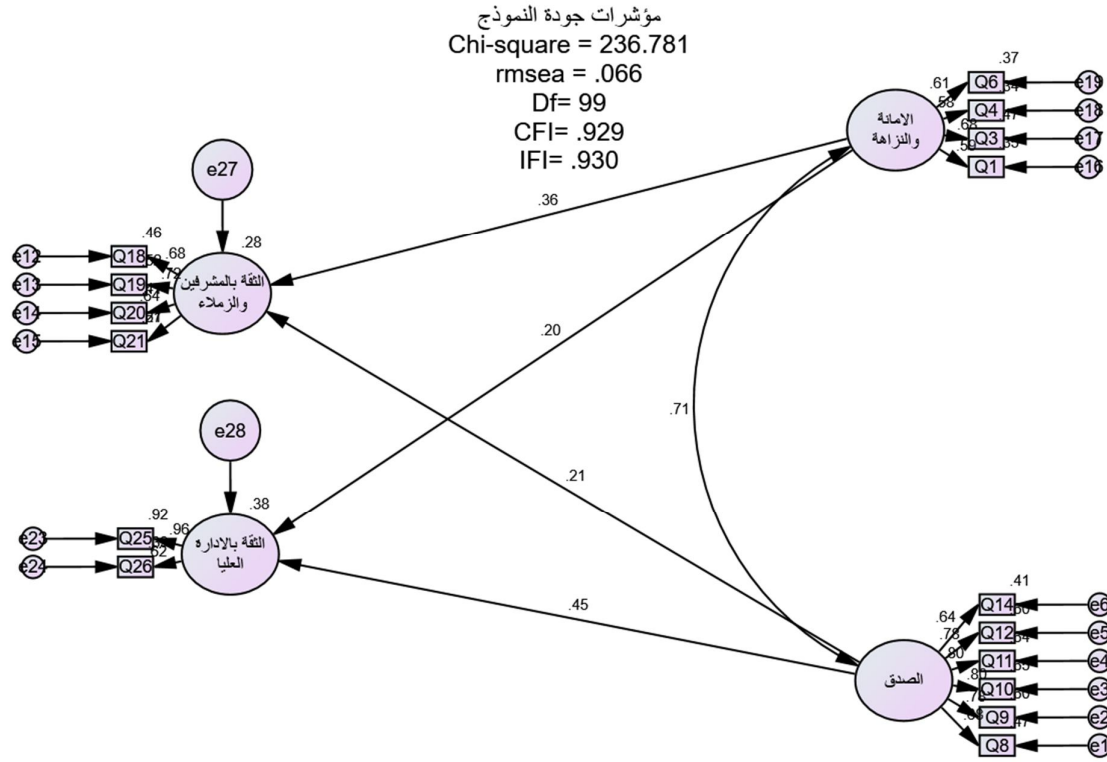 مؤشرات جودة النموذج
Chi-square = 236.781
rmsea = .066
Df= 99
CFI= .929
IFI= .930
e27
.28
الثقة بالمشرفين
والزملاء
.46
e12
Q18
.68
e13
Q19
.72
e14
Q20
.64
e15
Q21
e28
.38
الثقة بالادارة
العليا
.92
e23
Q25
.96
e24
Q26
.62
.36
.20
.71
.21
.45
الامانة
والنزاهة
.37
.61
Q6
e19
.58
Q4
e18
.68
Q3
e17
.59
Q1
e16
الصدق
.41
.64
Q14
e6
.78
Q12
e5
.80
Q11
e4
Q10
e3
Q9
e2
Q8
e1